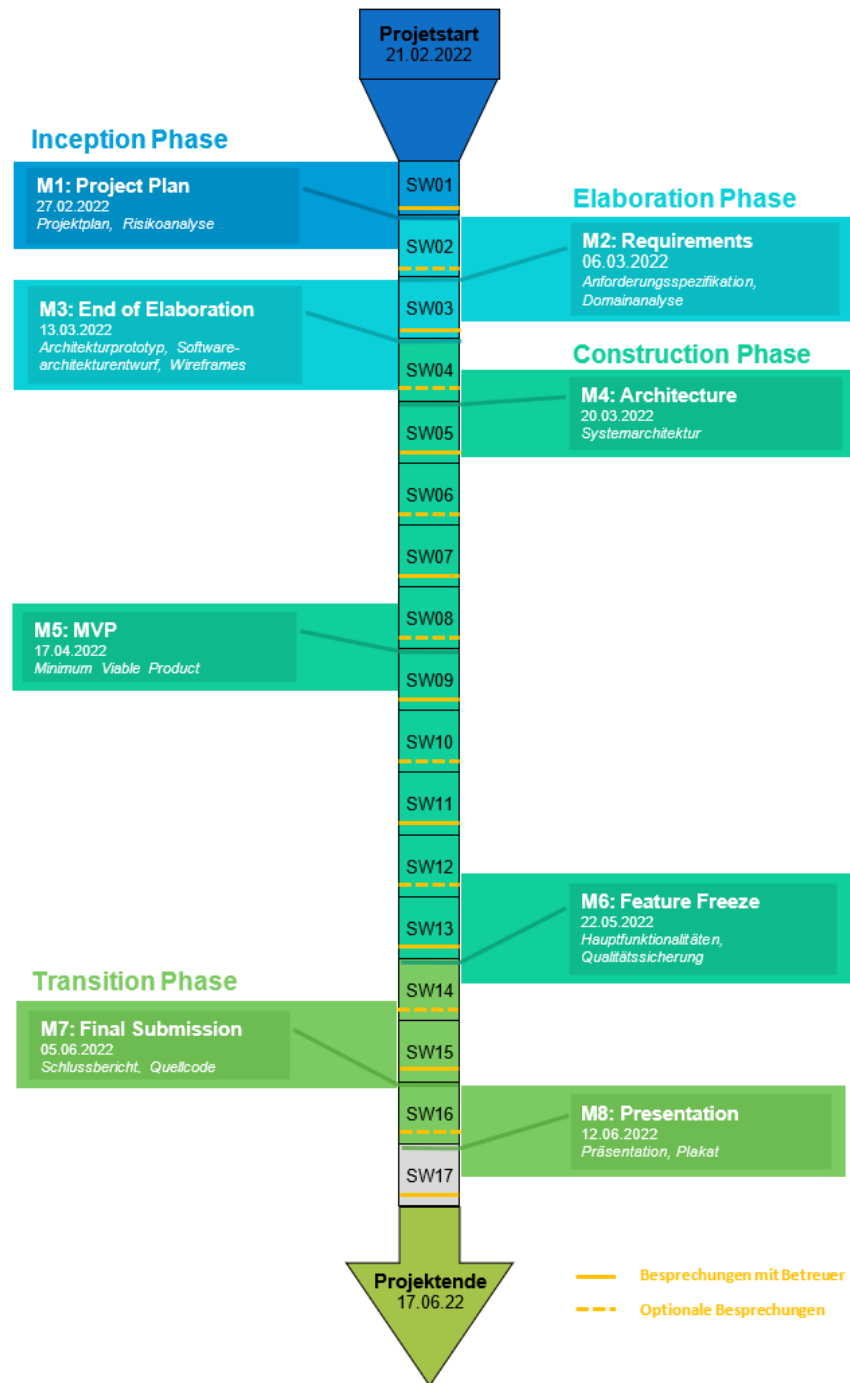 Projetstart
21.02.2022
Inception Phase
SW01
M1: Project Plan
27.02.2022
Projektplan, Risikoanalyse
Elaboration Phase
SW02
M2: Requirements
06.03.2022
Anforderungsspezifikation,
Domainanalyse
M3: End of Elaboration
13.03.2022
Architekturprototyp, Software-
architekturentwurf, Wireframes
SW03
Construction Phase
SW04
M4: Architecture
20.03.2022
Systemarchitektur
SW05
SW06
SW07
SW08
M5: MVP
17.04.2022
Minimum Viable Product
SW09
SW10
SW11
SW12
M6: Feature Freeze
22.05.2022
Hauptfunktionalitäten,
Qualitätssicherung
SW13
Transition Phase
SW14
M7: Final Submission
05.06.2022
Schlussbericht, Quellcode
SW15
SW16
M8: Presentation
12.06.2022
Präsentation, Plakat
SW17
Projektende
17.06.22
Besprechungen mit Betreuer
Optionale Besprechungen